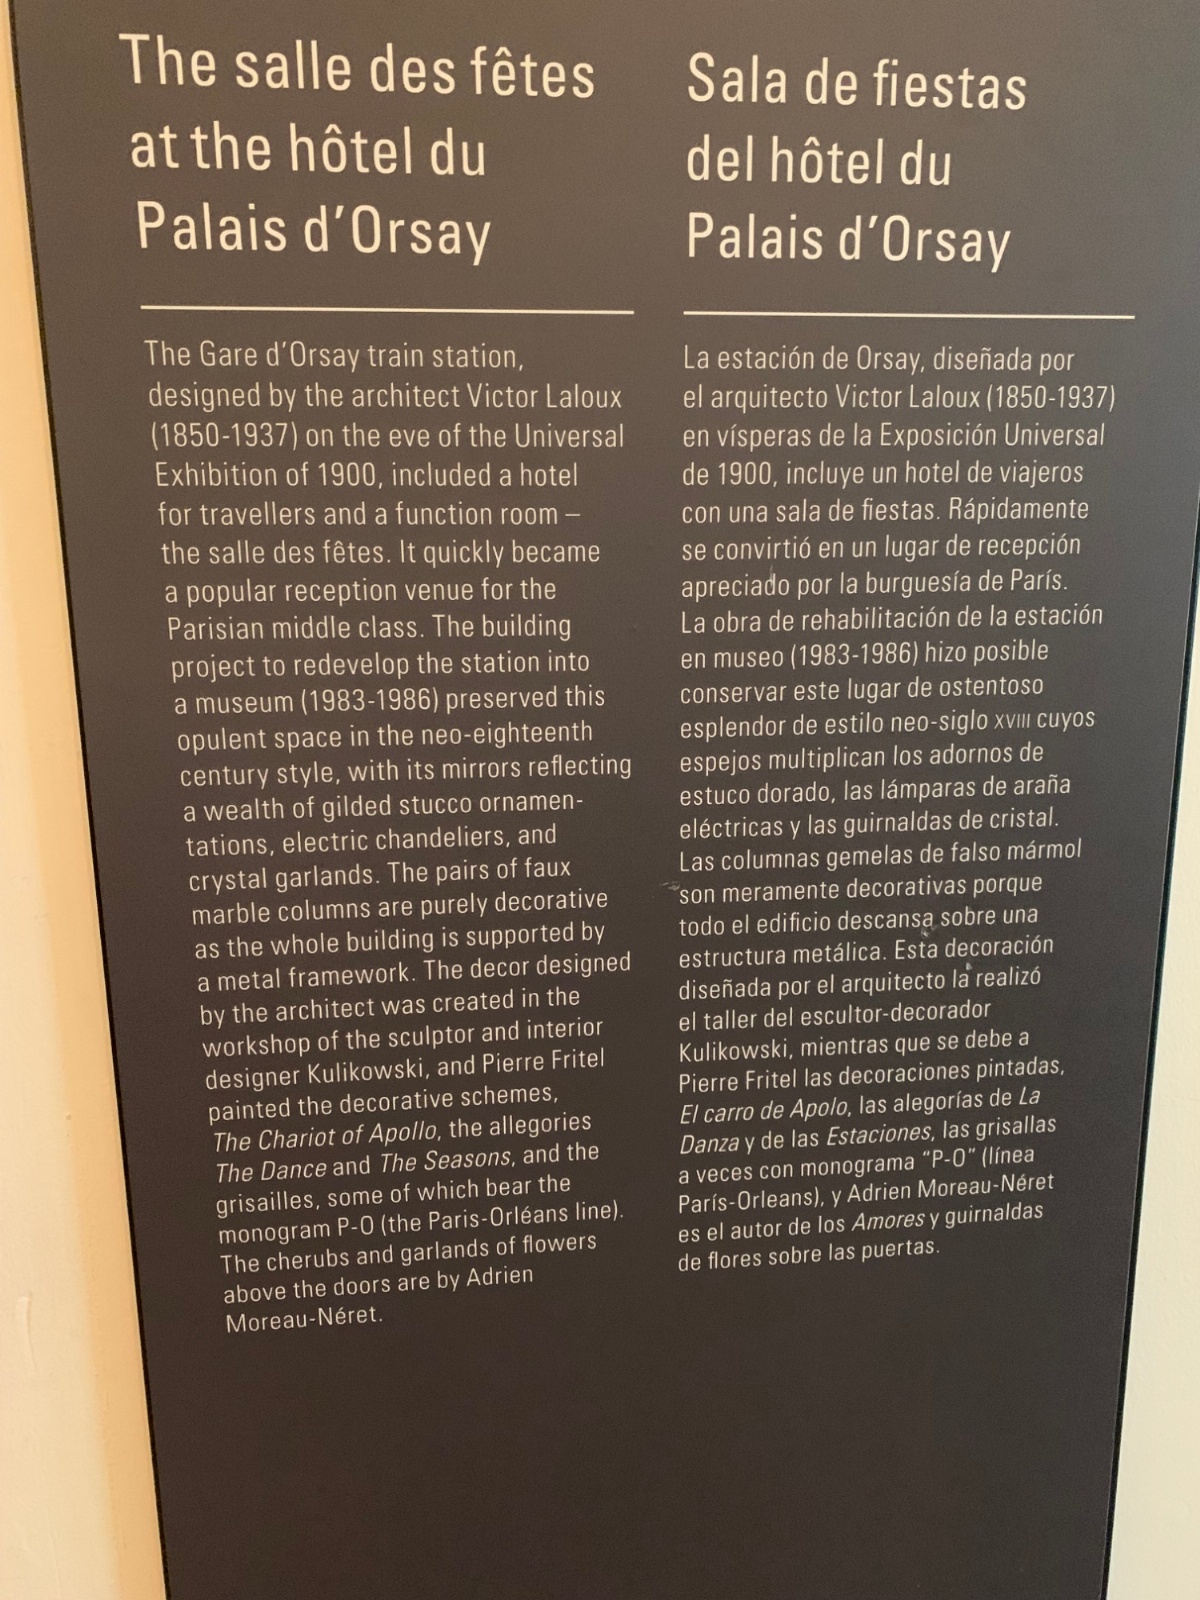 The salle des fêtes
at the hôtel du
Palais d'Orsay
The Gare d'Orsay train station,
designed by the architect Victor Laloux
(1850-1937) on the eve of the Universal
Exhibition of 1900, included a hotel
for travellers and a function room –
the salle des fêtes. It quickly became
a popular reception venue for the
Parisian middle class. The building
project to redevelop the station into
a museum (1983-1986) preserved this
opulent space in the neo-eighteenth
century style, with its mirrors reflecting
a wealth of gilded stucco ornamen-
tations, electric chandeliers, and
crystal garlands. The pairs of faux
marble columns are purely decorative
as the whole building is supported by
a metal framework. The decor designed
by the architect was created in the
workshop of the sculptor and interior
designer Kulikowski, and Pierre Fritel
painted the decorative schemes,
The Chariot of Apollo, the allegories
The Dance and The Seasons, and the
grisailles, some of which bear the
monogram P-O (the Paris-Orléans line).
The cherubs and garlands of flowers
above the doors are by Adrien
Moreau-Néret.
Sala de fiestas
del hôtel du
Palais d'Orsay
La estación de Orsay, diseñada por
el arquitecto Victor Laloux (1850-1937)
en vísperas de la Exposición Universal
de 1900, incluye un hotel de viajeros
con una sala de fiestas. Rápidamente
se convirtió en un lugar de recepción
apreciado por la burguesía de París.
La obra de rehabilitación de la estación
en museo (1983-1986) hizo posible
conservar este lugar de ostentoso
esplendor de estilo neo-siglo XVIII cuyos
espejos multiplican los adornos de
estuco dorado, las lámparas de araña
eléctricas y las guirnaldas de cristal.
Las columnas gemelas de falso mármol
son meramente decorativas porque
todo el edificio descansa sobre una
estructura metálica. Esta decoración
diseñada por el arquitecto la realizó
el taller del escultor-decorador
Kulikowski, mientras que se debe a
Pierre Fritel las decoraciones pintadas,
El carro de Apolo, las alegorías de La
Danza y de las Estaciones, las grisallas
a veces con monograma "P-O" (línea
París-Orleans), y Adrien Moreau-Néret
es el autor de los Amores y guirnaldas
de flores sobre las puertas.